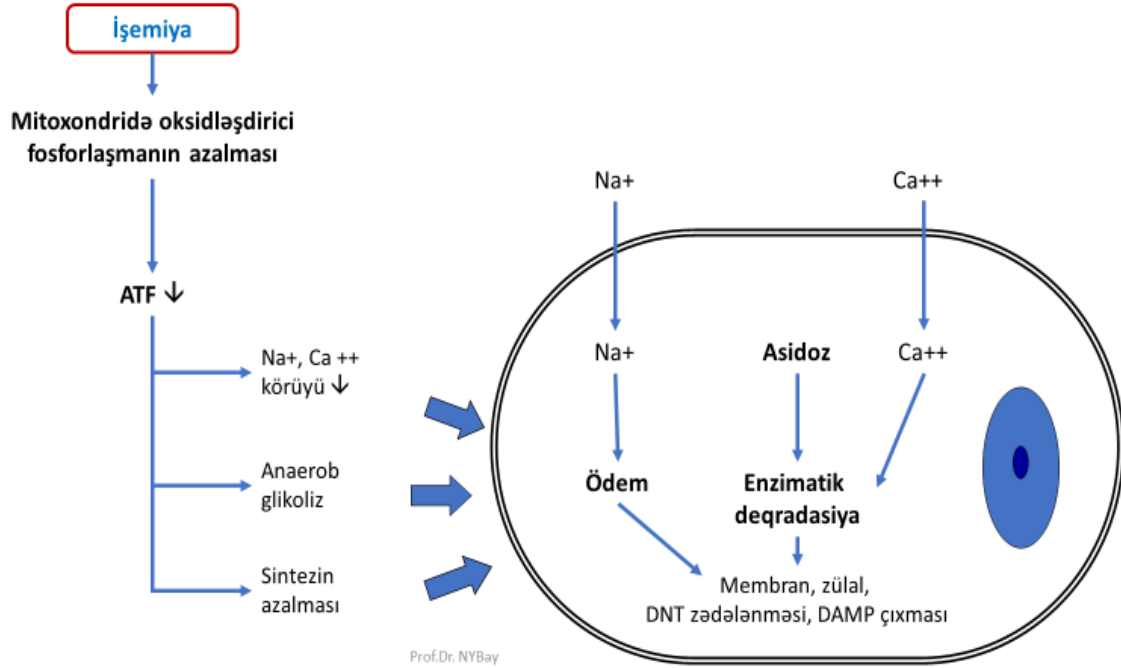 İşemiya
Mitoxondridə oksidləşdirici
fosforlaşmanın azalması
ATF ↓
Na+, Ca ++
körüyü ↓
Anaerob
glikoliz
Sintezin
azalması
Na+
Ca++
Na+
Asidoz
Ca++
Ödem
Enzimatik
deqradasiya
Membran, zülal,
DNT zədələnməsi, DAMP çıxması
Prof.Dr. NYBay